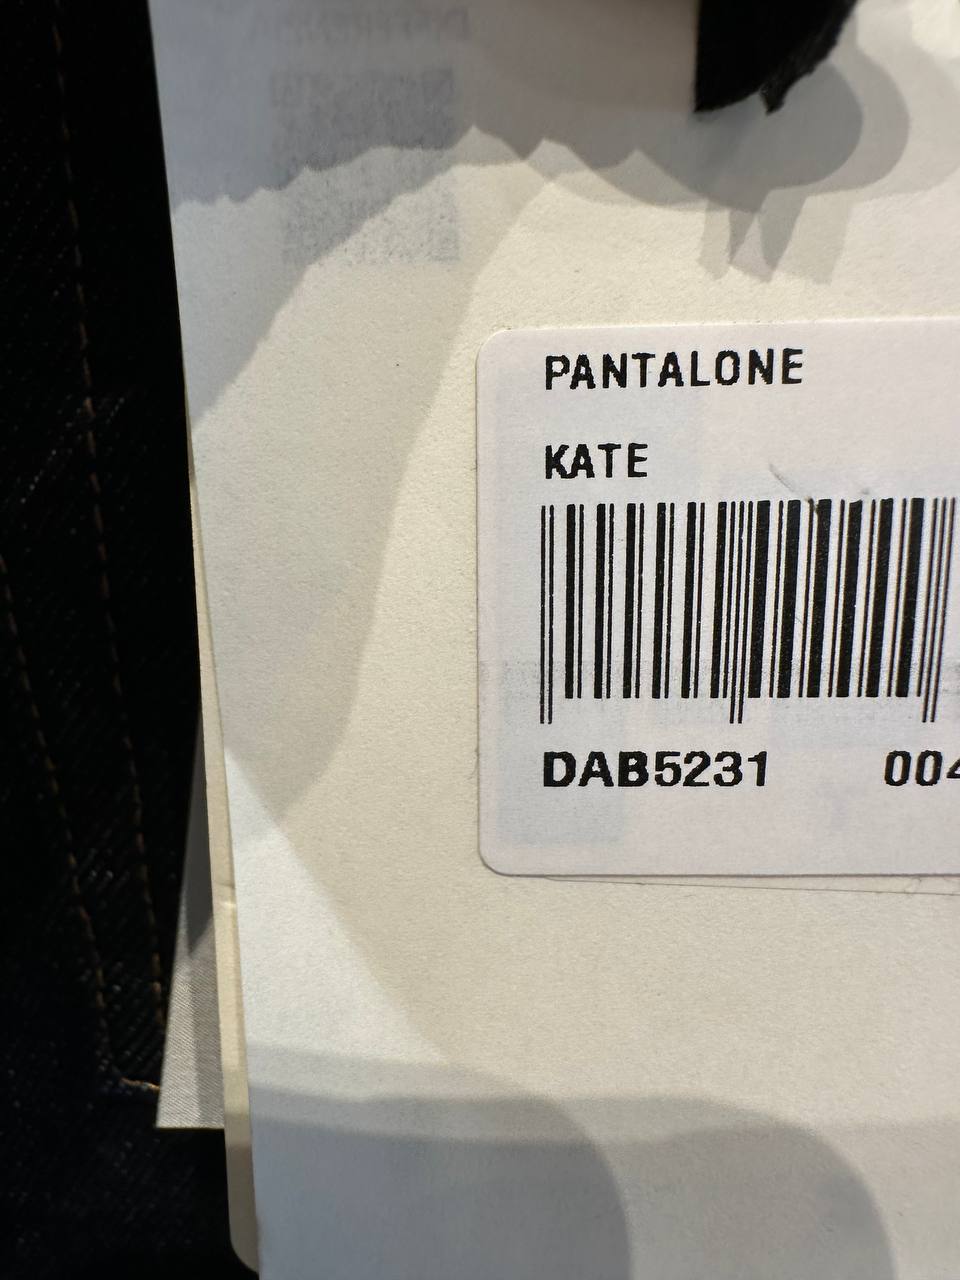 PANTALONE
KATE
DAB5231 004